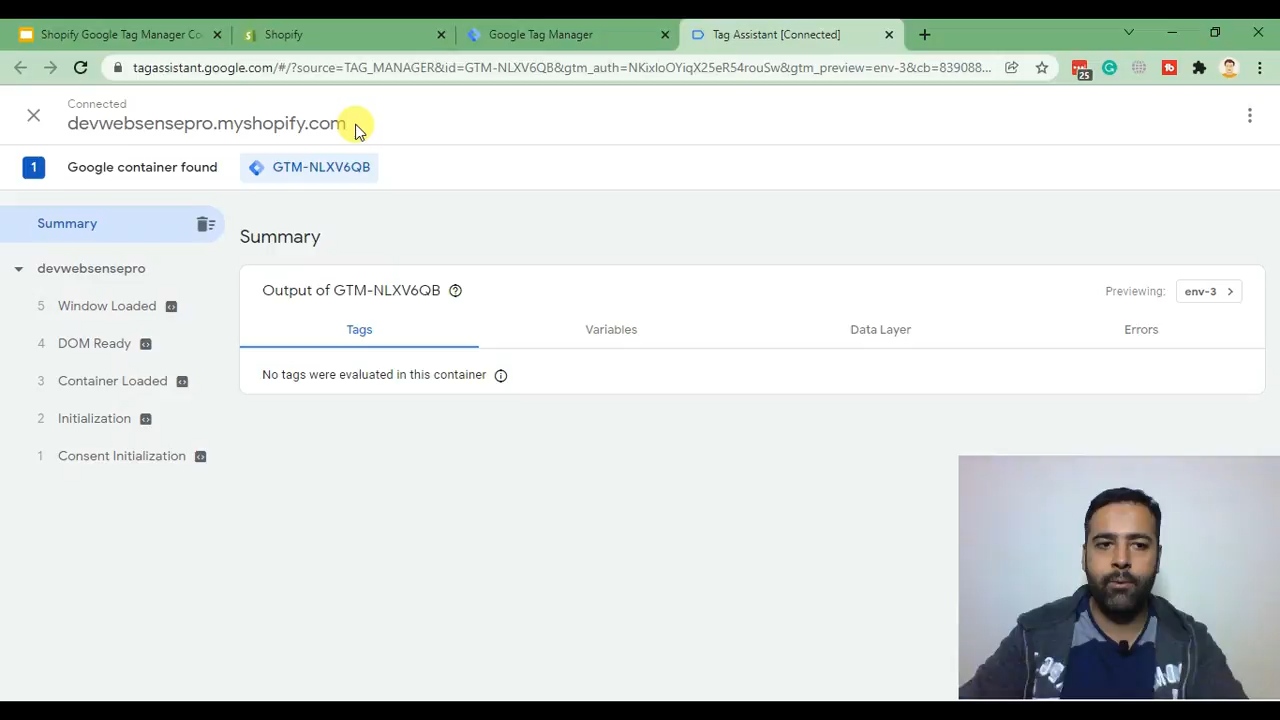 Shopify Google Tag Manager Co
Shopify
Google Tag Manager
Tag Assistant [Connected]
tagassistant.google.com/#/?source=TAG_MANAGER&id=GTM-NLXV6QB&gtm_auth=NKixIoOYiqX25eR54rouSw&gtm_preview=env-3&cb=839088...
25
Connected
devwebsensepro.myshopify.com
1 Google container found GTM-NLXV6QB
Summary
devwebsensepro
5 Window Loaded
4 DOM Ready
3 Container Loaded
2 Initialization
1 Consent Initialization
Summary
Output of GTM-NLXV6QB
Previewing: env-3
Tags Variables Data Layer Errors
No tags were evaluated in this container